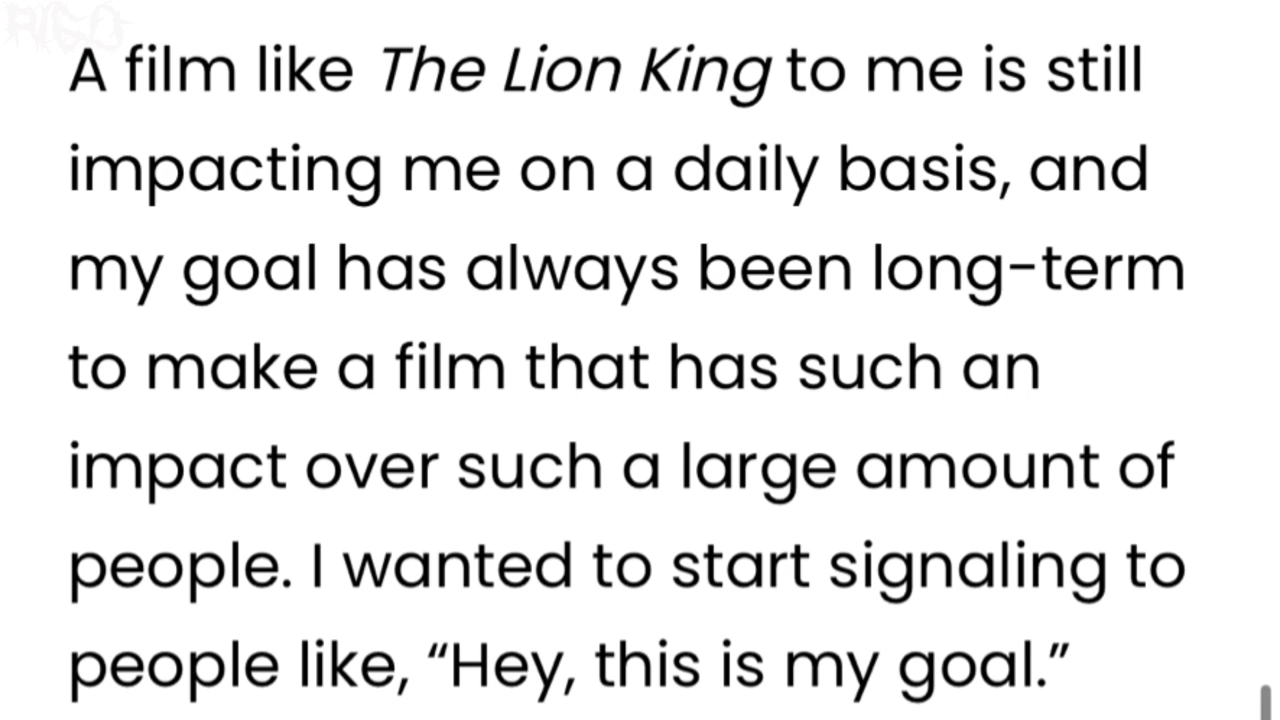 RIGO
A film like The Lion King to me is still
impacting me on a daily basis, and
my goal has always been long-term
to make a film that has such an
impact over such a large amount of
people. I wanted to start signaling to
people like, “Hey, this is my goal.”